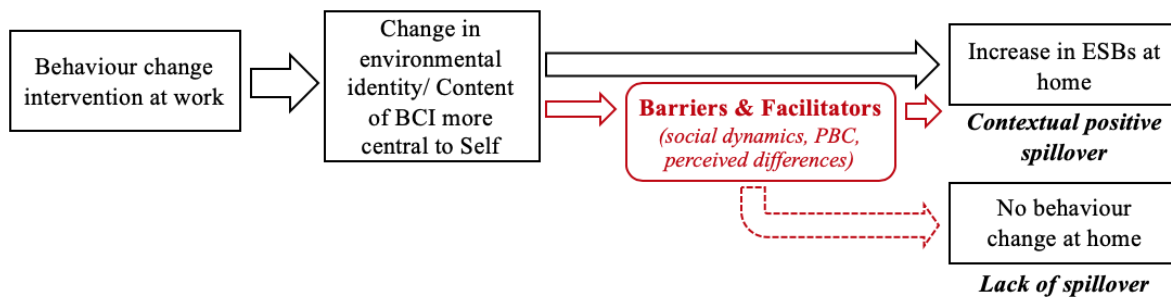 Behaviour change
intervention at work
Change in
environmental
identity/ Content
of BCI more
central to Self
Barriers & Facilitators
(social dynamics, PBC,
perceived differences)
Increase in ESBs at
home
Contextual positive
spillover
No behaviour
change at home
Lack of spillover